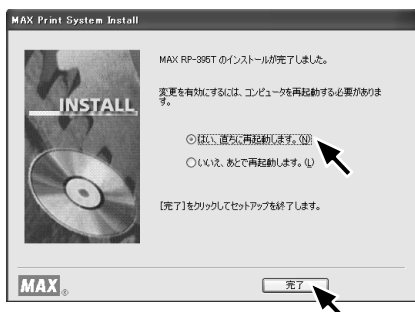 MAX Print System Install
INSTALL
MAX RP-395T のインストールが完了しました。
変更を有効にするには、コンピュータを再起動する必要がありま
す。
はい、直ちに再起動します。(N)
いいえ、あとで再起動します。(L)
[完了]をクリックしてセットアップを終了します。
MAX®
完了